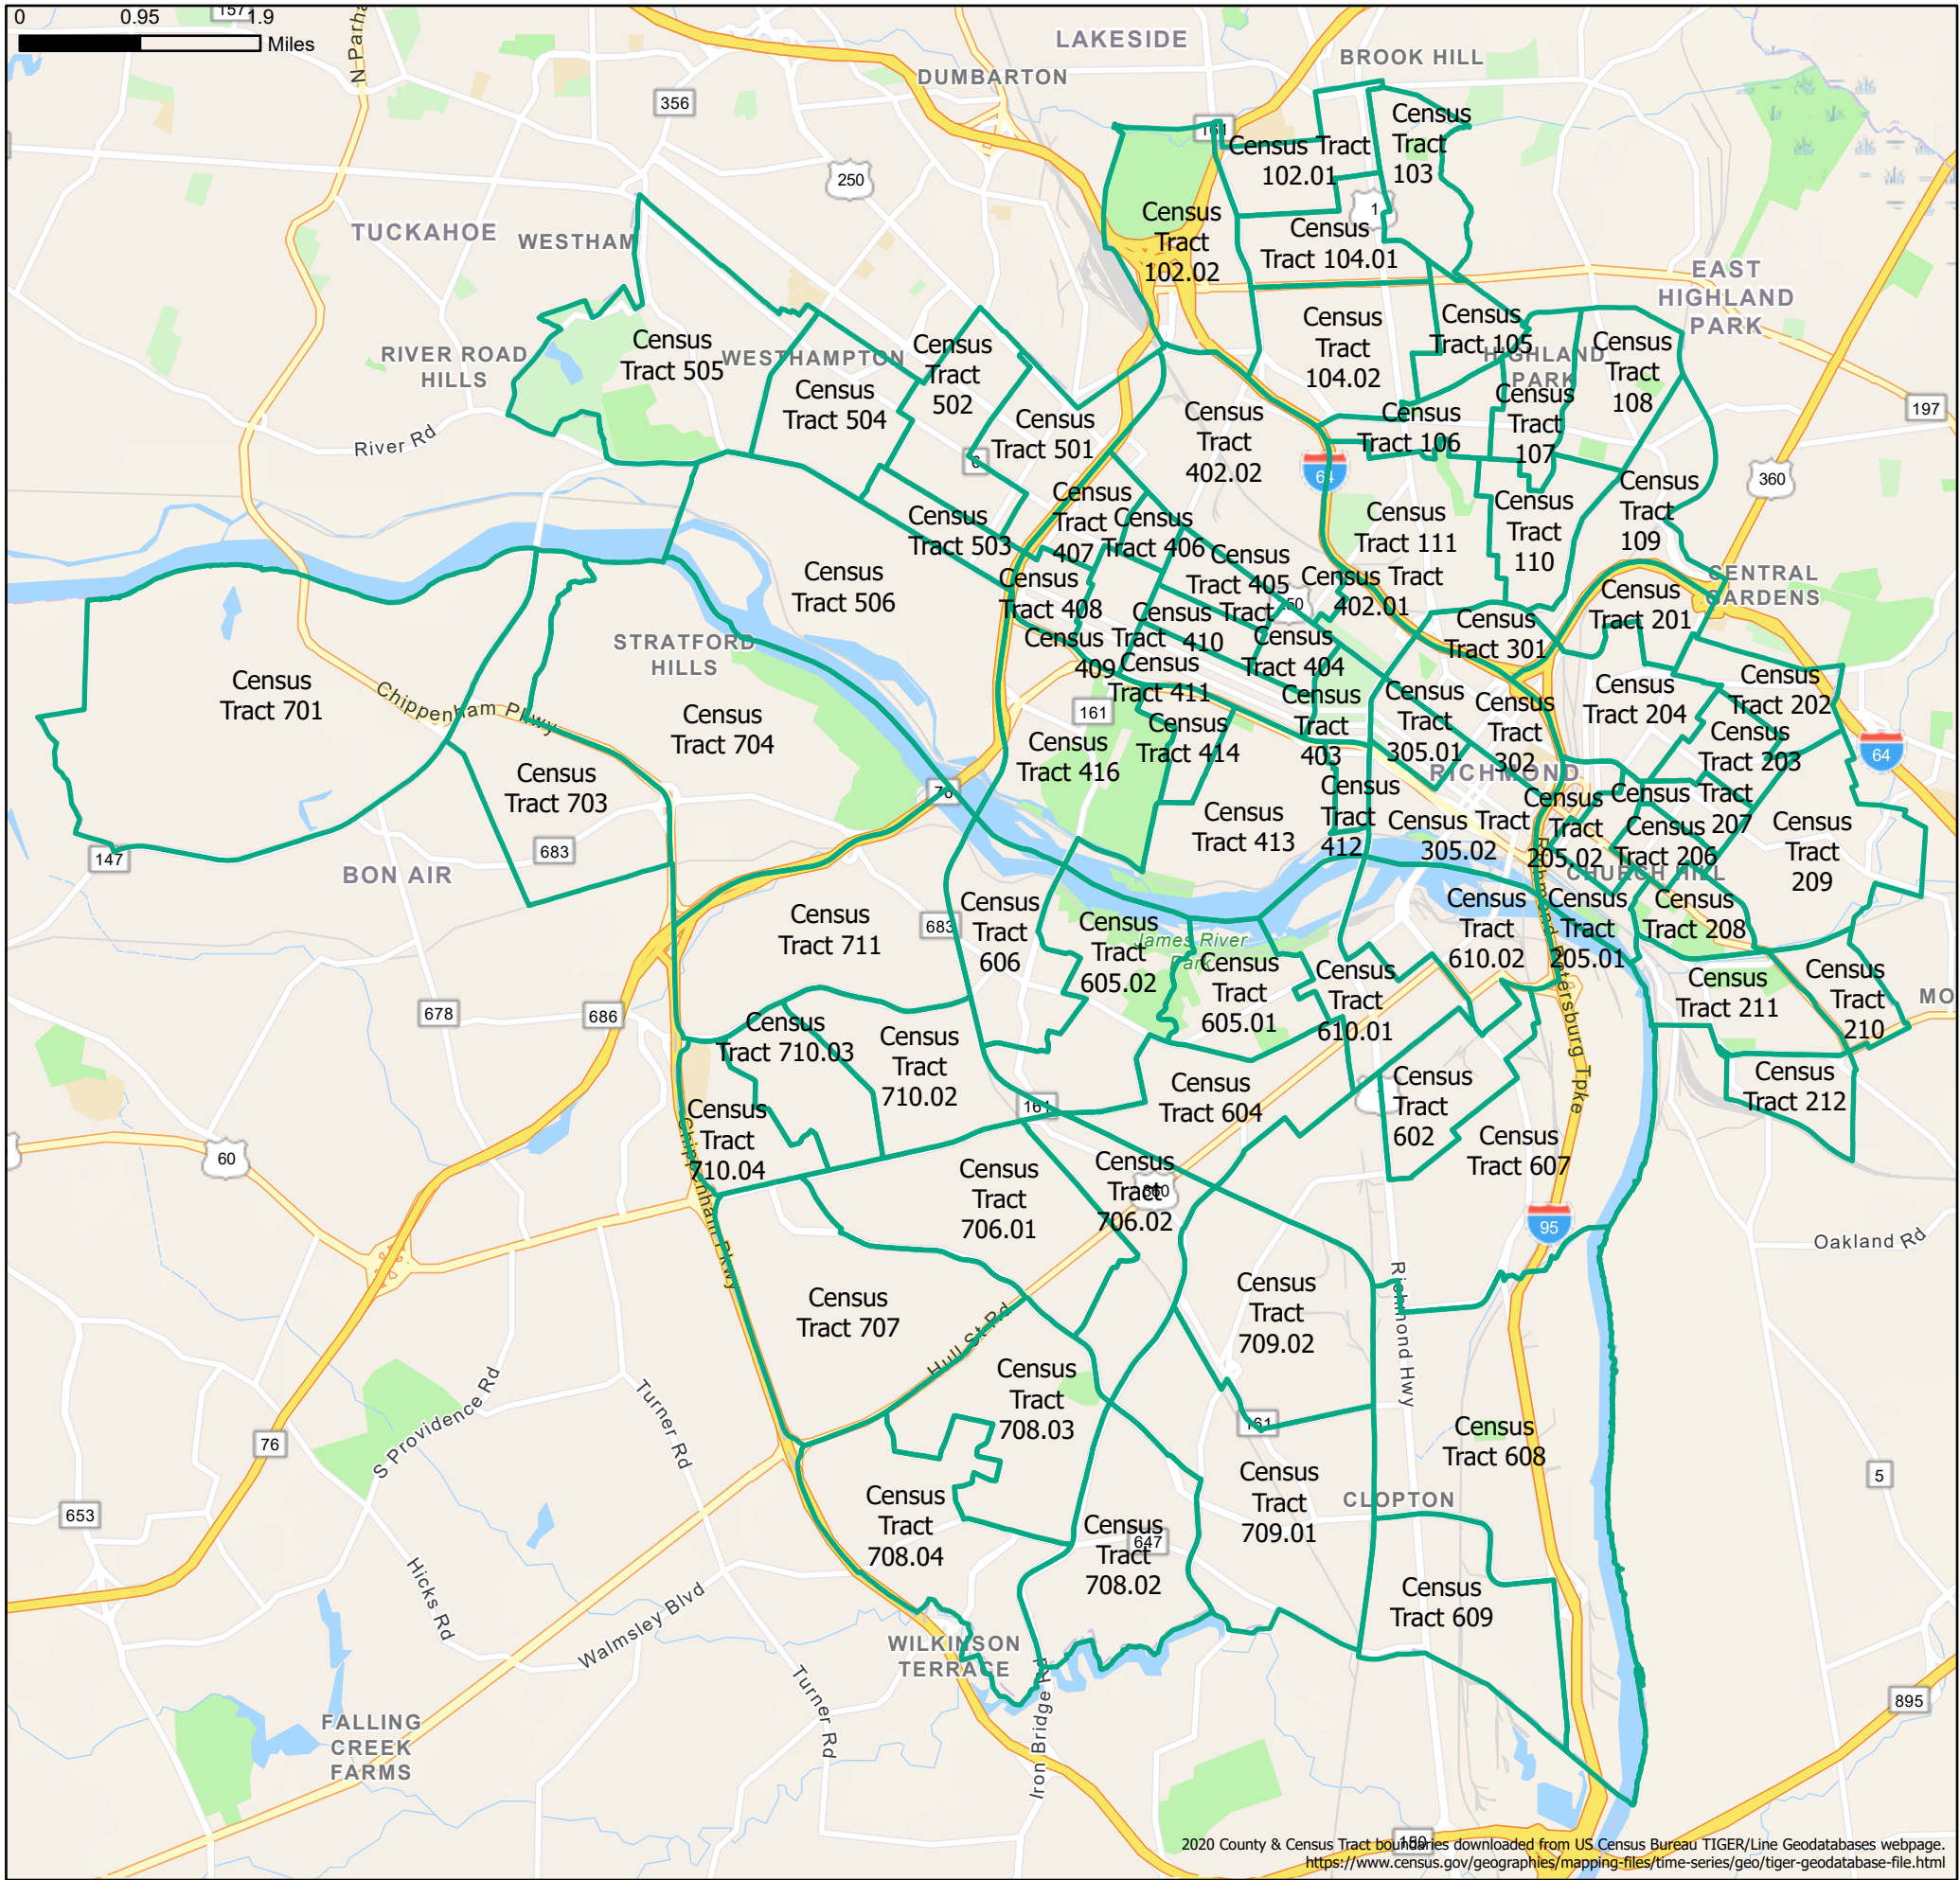 0
0.95
1.9
Miles
157
N Parha
LAKESIDE
BROOK HILL
DUMBARTON
356
161
Census Tract
102.01
Census
Tract
103
250
1
TUCKAHOE
WESTHAM
Census
Tract
102.02
Census
Tract 104.01
EAST
HIGHLAND
PARK
RIVER ROAD
HILLS
Census
Tract 505
WESTHAMPTON
Census
Tract
502
Census
Tract 504
Census
Tract
104.02
Census
Tract 105
HIGHLAND
PARK
Census
Tract
108
197
River Rd
Census
Tract 501
6
Census
Tract
402.02
Census
Tract 106
Census
Tract
107
64
360
Census
Tract 503
Census
Tract
407
Census
Tract 406
Census
Tract 111
Census
Tract
110
Census
Tract
109
Census
Tract 506
Census
Tract 408
Census
Tract 405
250
Census Tract
402.01
Census
Tract 201
CENTRAL
GARDENS
STRATFORD
HILLS
Census Tract
410
Census Tract
409
Census
Tract 404
Census
Tract 301
Census
Tract 701
Chippenham Pkwy
Census
Tract 704
Census
Tract 411
161
Census
Tract
403
Census
Tract
305.01
Census
Tract
302
Census
Tract 204
Census
Tract 202
Census
Tract 203
64
Census
Tract 703
Census
Tract 416
Census
Tract 414
RICHMOND
76
Census
Tract 413
Census
Tract
412
Census Tract
305.02
Census
Tract
205.02
Census Tract
207
Census
Tract 206
Census
Tract
209
147
683
BON AIR
CHURCH HILL
Census
Tract 711
683
Census
Tract
606
Census
Tract
605.02
James River
Park
Census
Tract
605.01
Census
Tract
610.01
Census
Tract
610.02
Census
Tract
205.01
Census
Tract 208
Richmond Petersburg Tpke
Census
Tract 211
Census
Tract
210
MO
678
686
Census
Tract 710.03
Census
Tract
710.02
Census
Tract
710.04
161
Census
Tract 604
Census
Tract
602
Census
Tract 212
60
Chippenham Pkwy
Census
Tract
706.01
Census
Tract
706.02
360
Census
Tract 607
95
Oakland Rd
Census
Tract 707
Hull St Rd
Census
Tract
709.02
Richmond Hwy
Census
Tract
708.03
161
S Providence Rd
Turner Rd
76
Census
Tract 608
5
653
Census
Tract
708.04
Census
Tract
709.01
CLOPTON
Census
Tract
708.02
647
Hicks Rd
Walmsley Blvd
Census
Tract 609
WILKINSON
TERRACE
Turner Rd
Iron Bridge Rd
895
FALLING
CREEK
FARMS
150
2020 County & Census Tract boundaries downloaded from US Census Bureau TIGER/Line Geodatabases webpage.
https://www.census.gov/geographies/mapping-files/time-series/geo/tiger-geodatabase-file.html